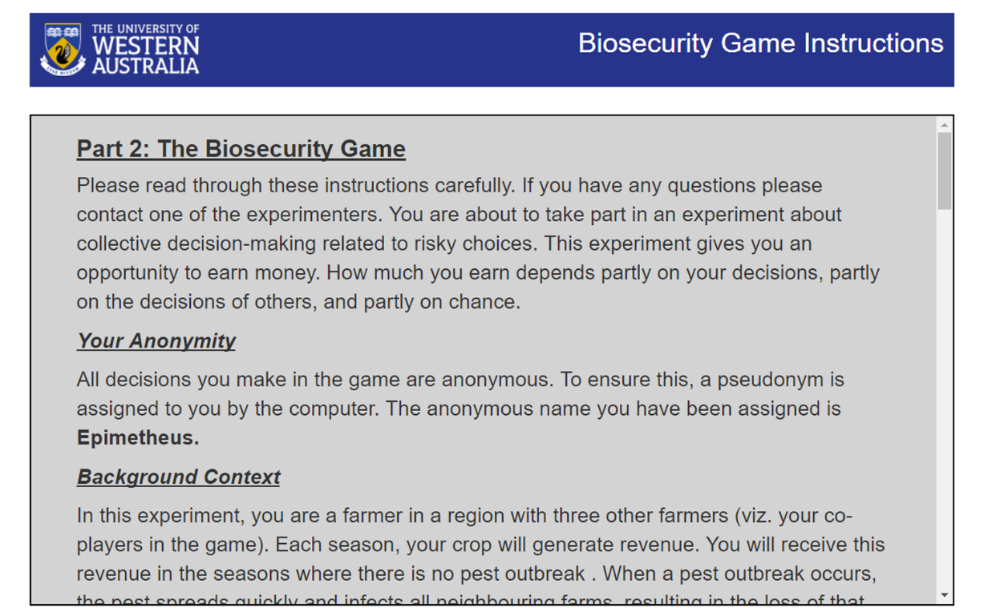 THE UNIVERSITY OF
WESTERN
AUSTRALIA
SEEK WISDOM
Biosecurity Game Instructions
Part 2: The Biosecurity Game
Please read through these instructions carefully. If you have any questions please
contact one of the experimenters. You are about to take part in an experiment about
collective decision-making related to risky choices. This experiment gives you an
opportunity to earn money. How much you earn depends partly on your decisions, partly
on the decisions of others, and partly on chance.
Your Anonymity
All decisions you make in the game are anonymous. To ensure this, a pseudonym is
assigned to you by the computer. The anonymous name you have been assigned is
Epimetheus.
Background Context
In this experiment, you are a farmer in a region with three other farmers (viz. your co-
players in the game). Each season, your crop will generate revenue. You will receive this
revenue in the seasons where there is no pest outbreak . When a pest outbreak occurs,
the pest spreads quickly and infects all neighbouring farms, resulting in the loss of that